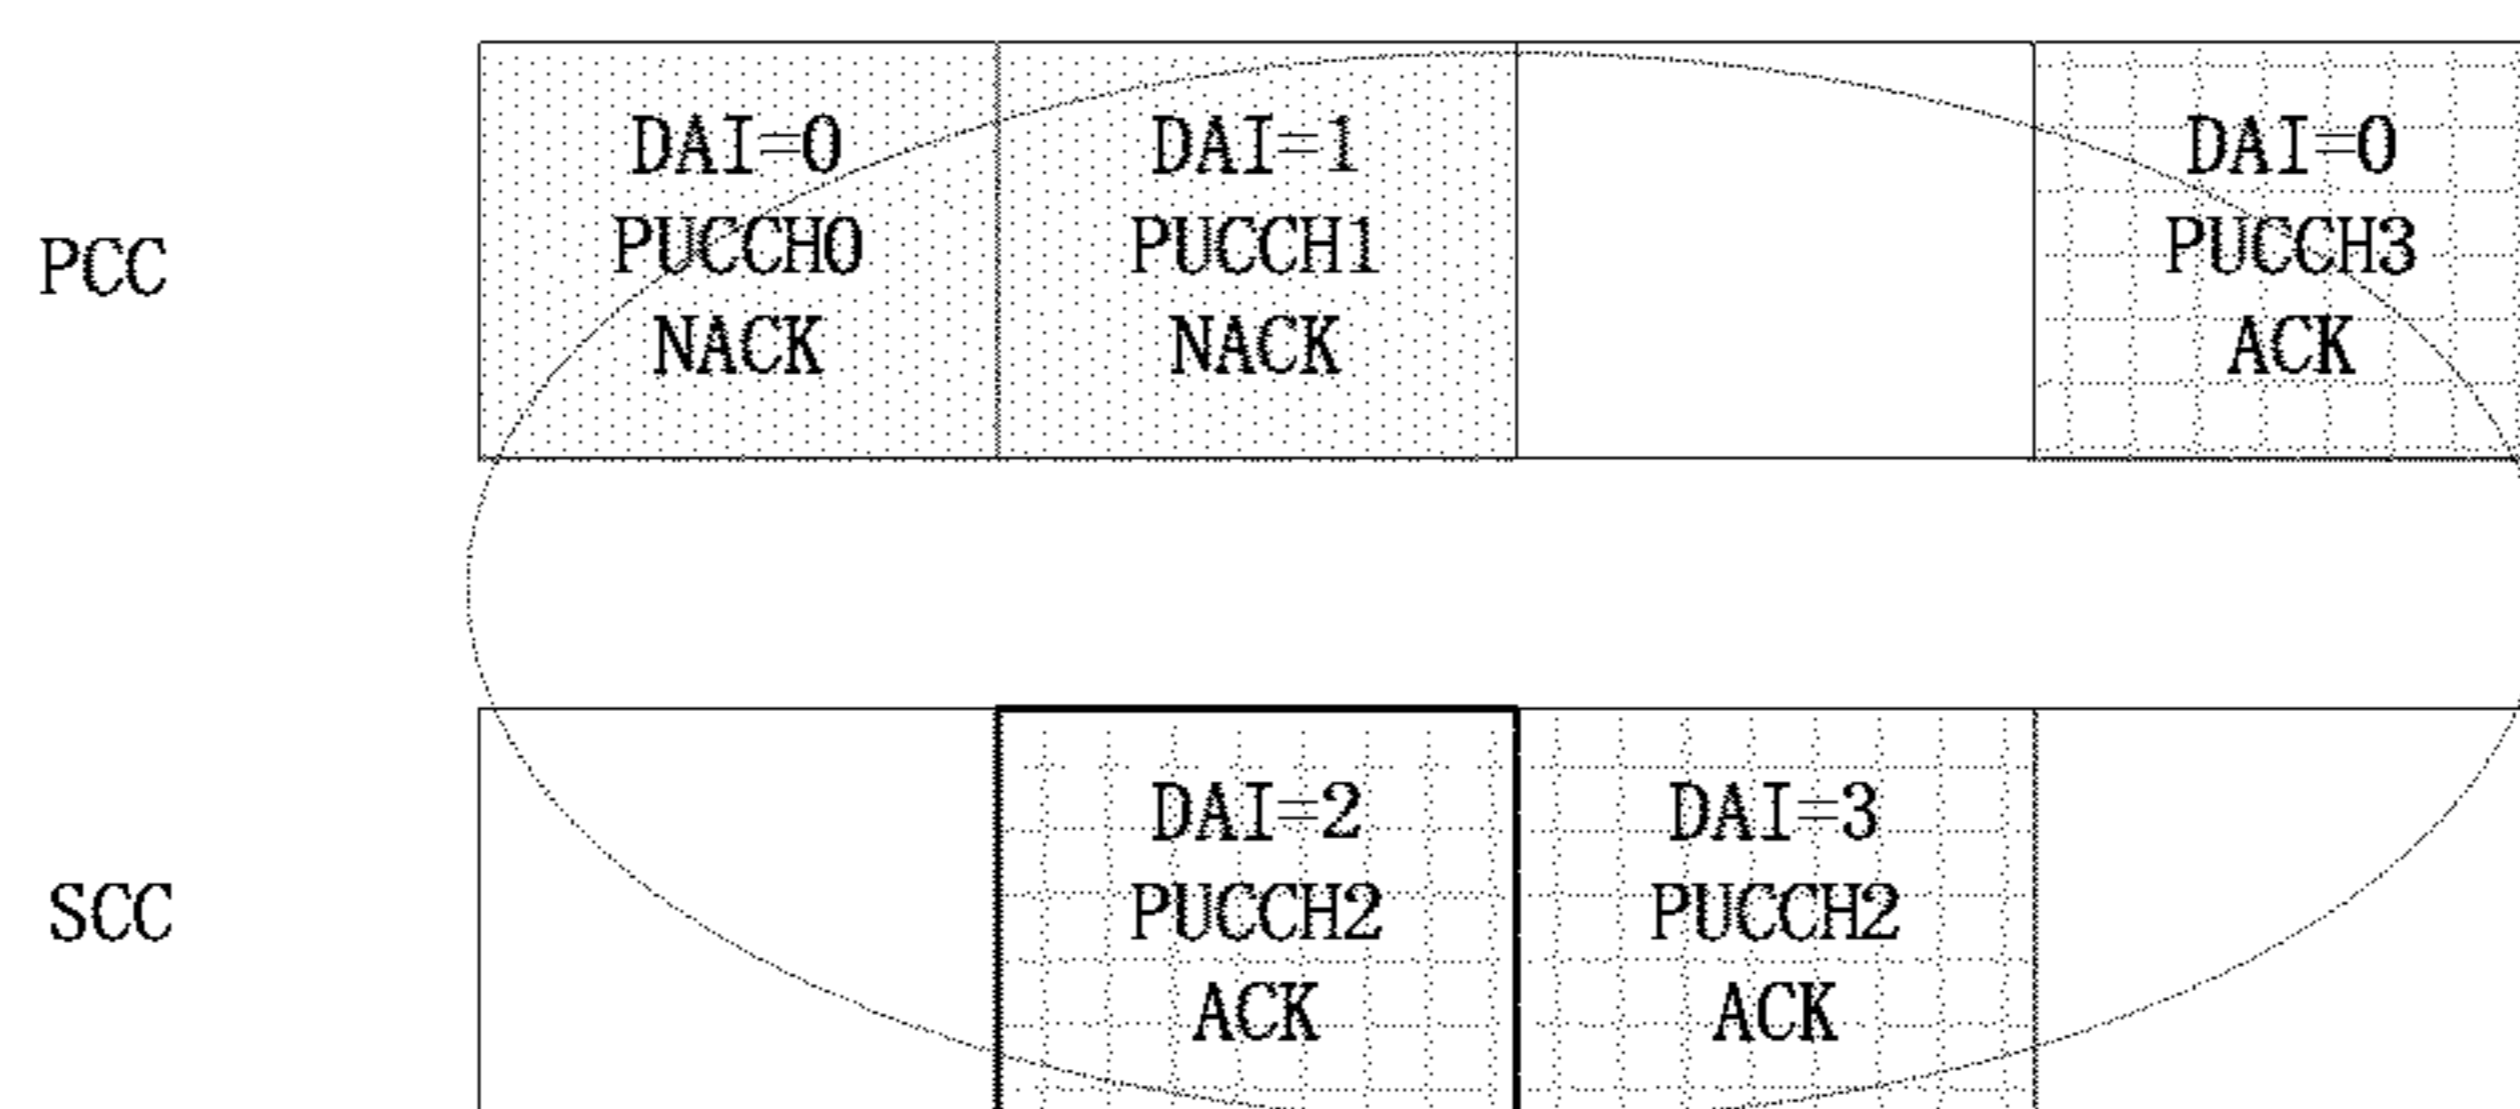 PCC
DAI=0
PUCCH0
NACK
DAI=1
PUCCH1
NACK
DAI=0
PUCCH3
ACK
SCC
DAI=2
PUCCH2
ACK
DAI=3
PUCCH2
ACK